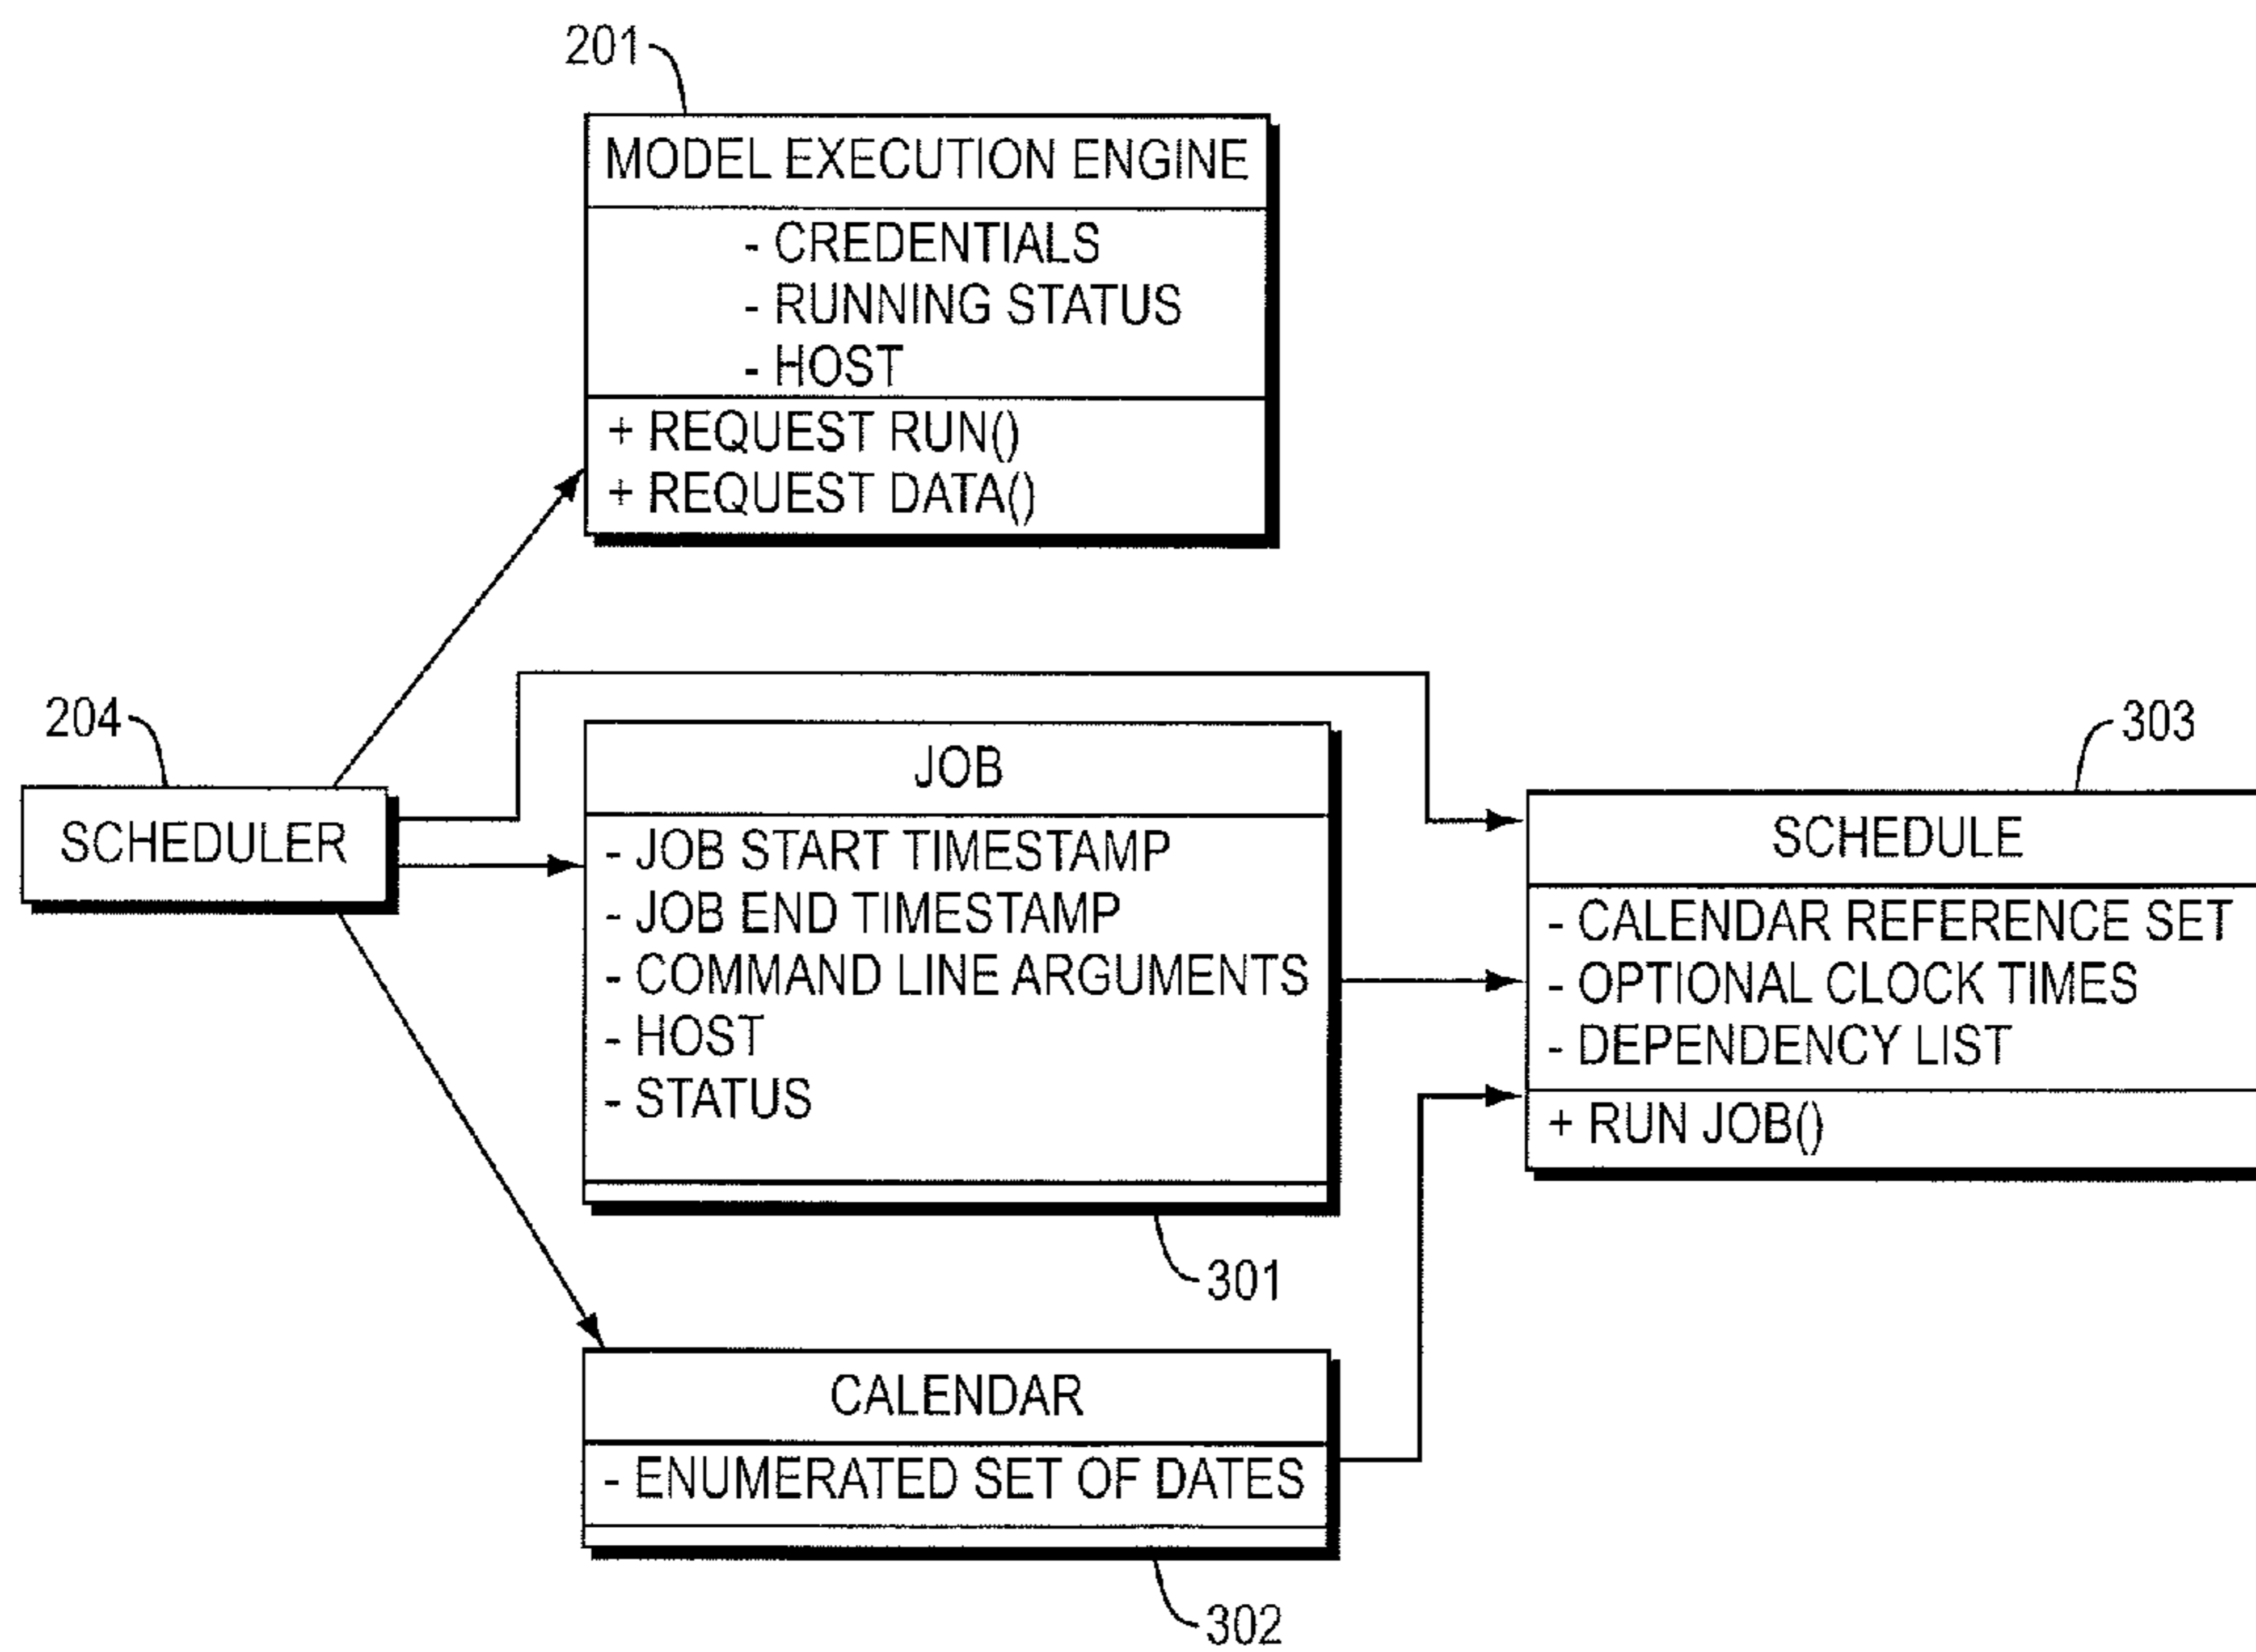 201
MODEL EXECUTION ENGINE
- CREDENTIALS
- RUNNING STATUS
- HOST
+ REQUEST RUN()
+ REQUEST DATA()
204
SCHEDULER
JOB
- JOB START TIMESTAMP
- JOB END TIMESTAMP
- COMMAND LINE ARGUMENTS
- HOST
- STATUS
301
303
SCHEDULE
- CALENDAR REFERENCE SET
- OPTIONAL CLOCK TIMES
- DEPENDENCY LIST
+ RUN JOB()
CALENDAR
- ENUMERATED SET OF DATES
302